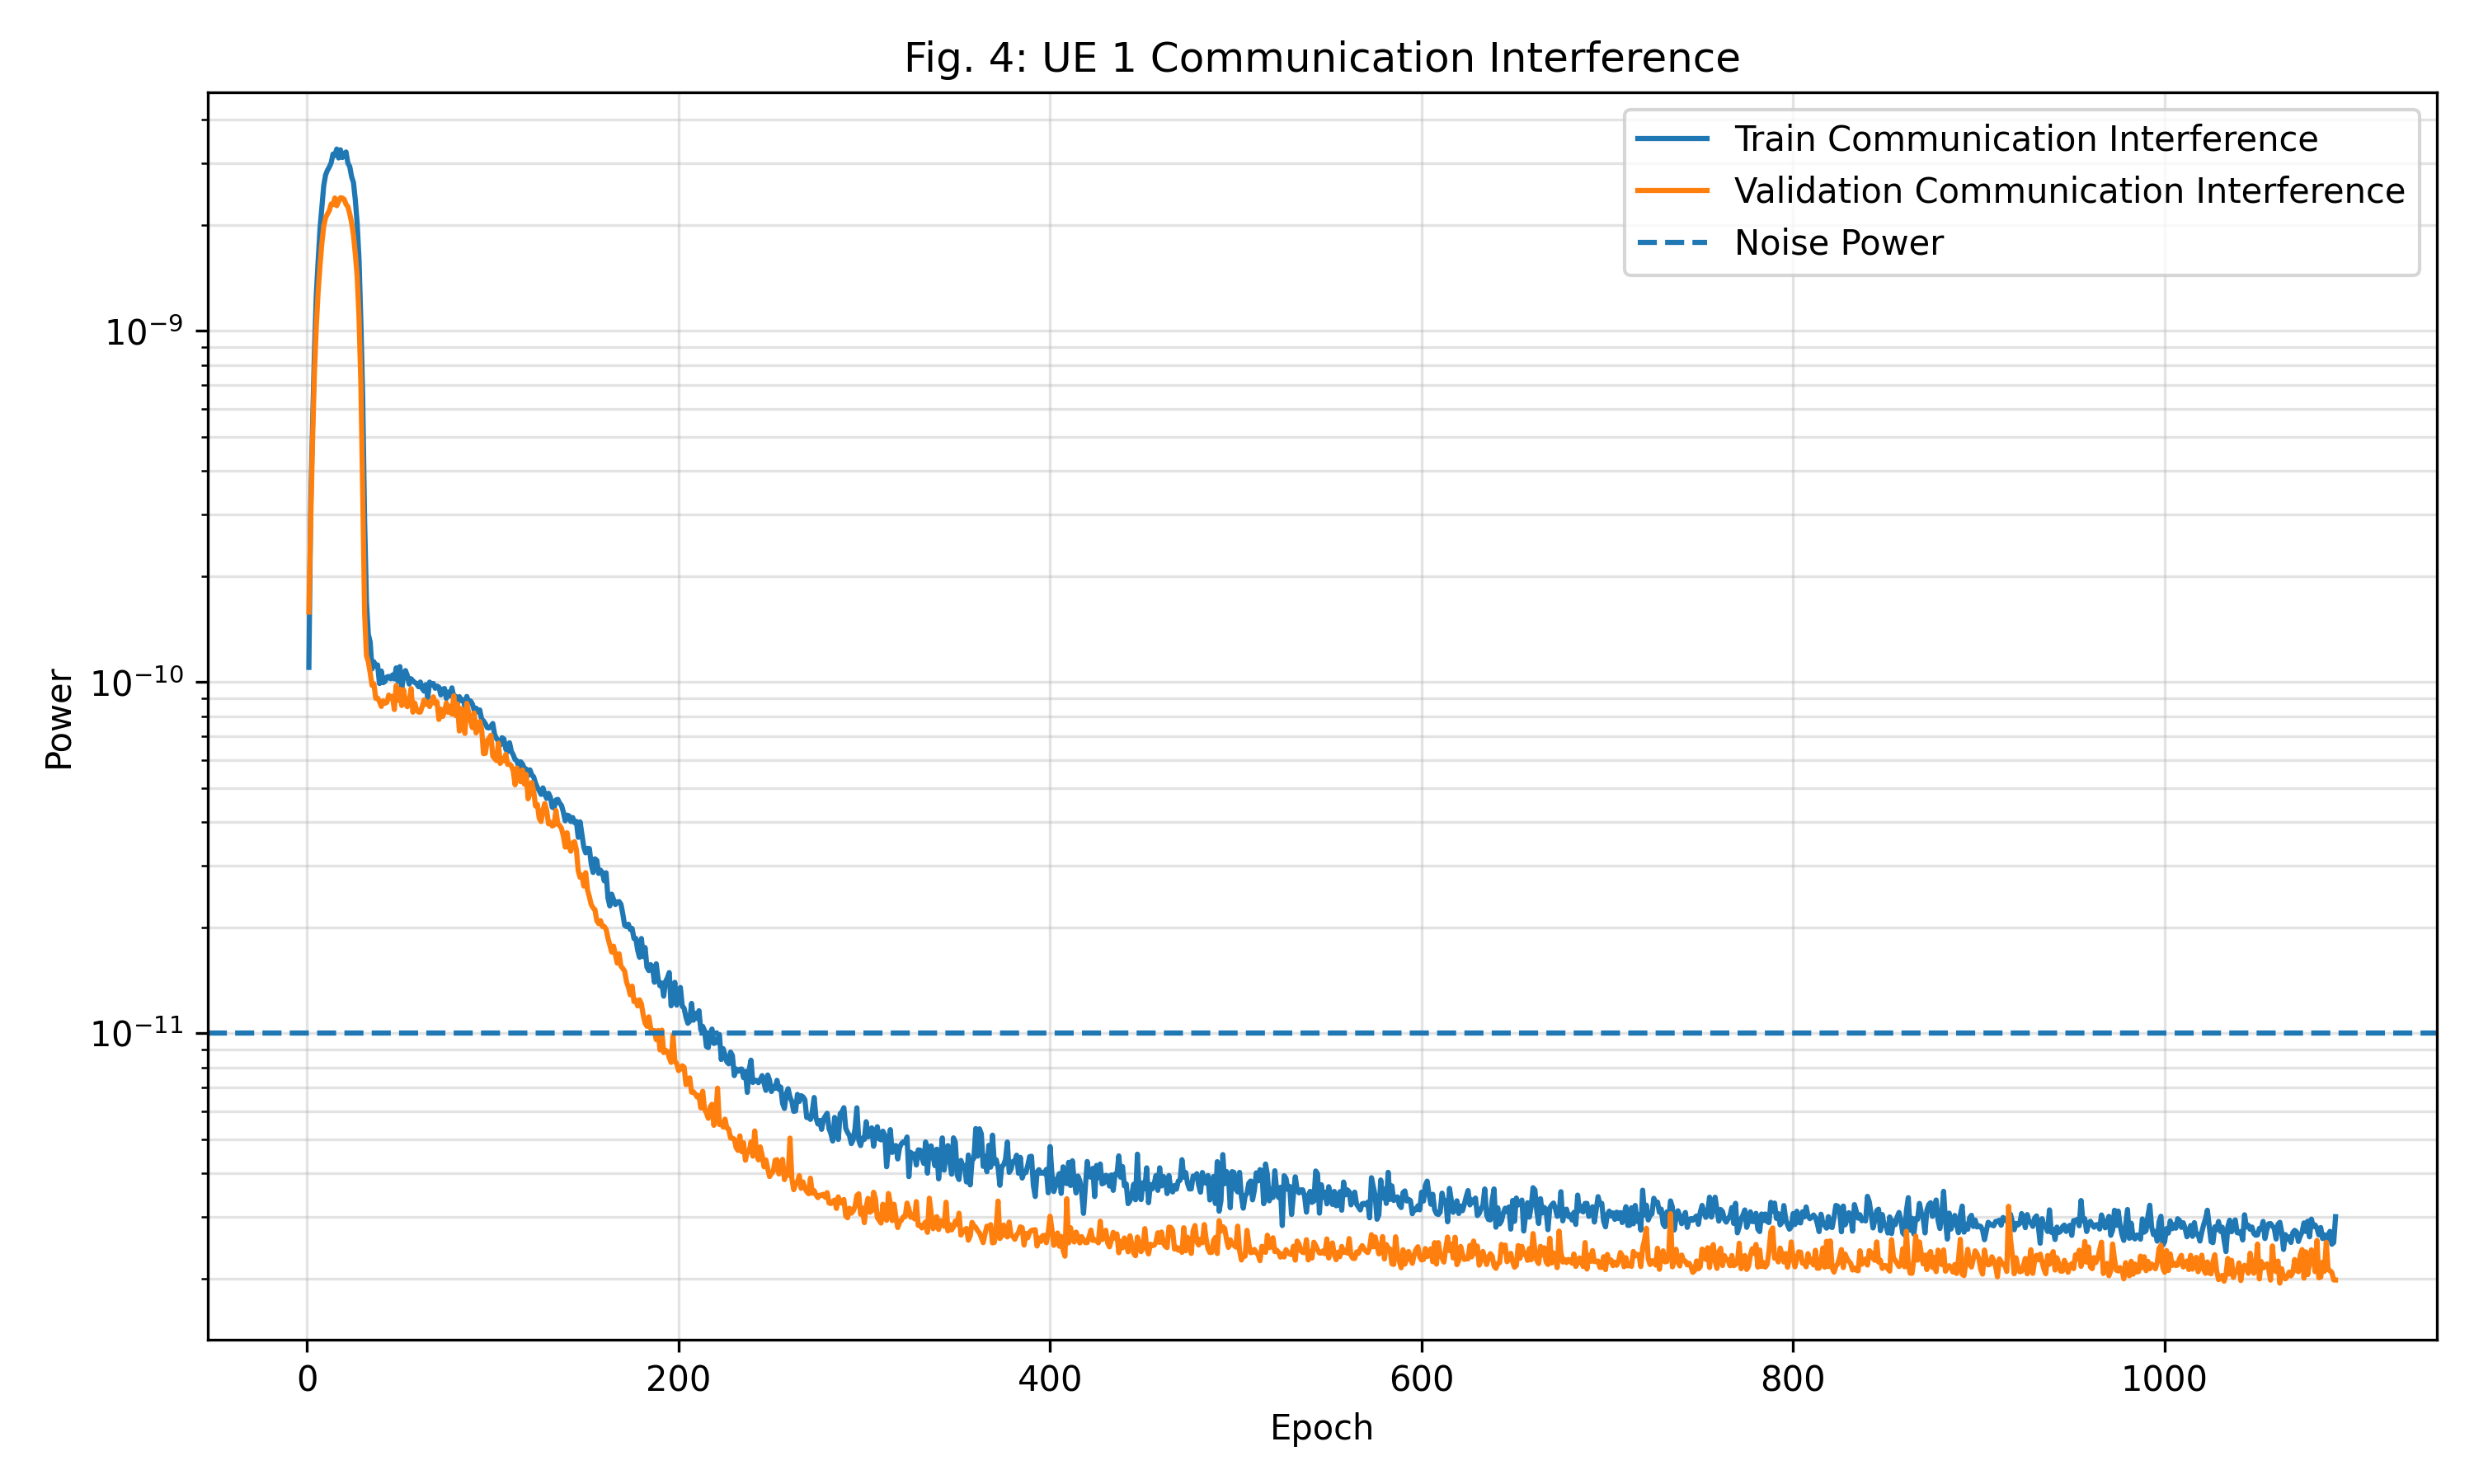 Fig. 4: UE 1 Communication Interference
Train Communication Interference
Validation Communication Interference
Noise Power
10⁻⁹
10⁻¹⁰
10⁻¹¹
Power
0 200 400 600 800 1000
Epoch